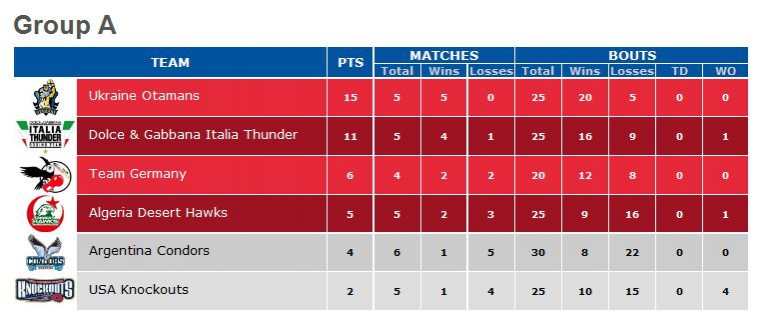 Group A
TEAM PTS MATCHES BOUTS
Total Wins Losses Total Wins Losses TD WO
Ukraine Otamans 15 5 5 0 25 20 5 0 0
DOLCE & GABBANA
ITALIA
THUNDER
Dolce & Gabbana Italia Thunder 11 5 4 1 25 16 9 0 1
Team Germany 6 4 2 2 20 12 8 0 0
HAWKS
Algeria Desert Hawks 5 5 2 3 25 9 16 0 1
CONDORS
Argentina Condors 4 6 1 5 30 8 22 0 0
KNOCKOUTS
USA Knockouts 2 5 1 4 25 10 15 0 4